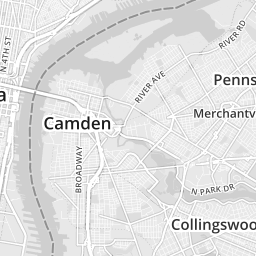 N 4TH ST
RIVER RD
RIVER AVE
Penns
a
Merchantv
Camden
BROADWAY
N PARK DR
Collingswoo